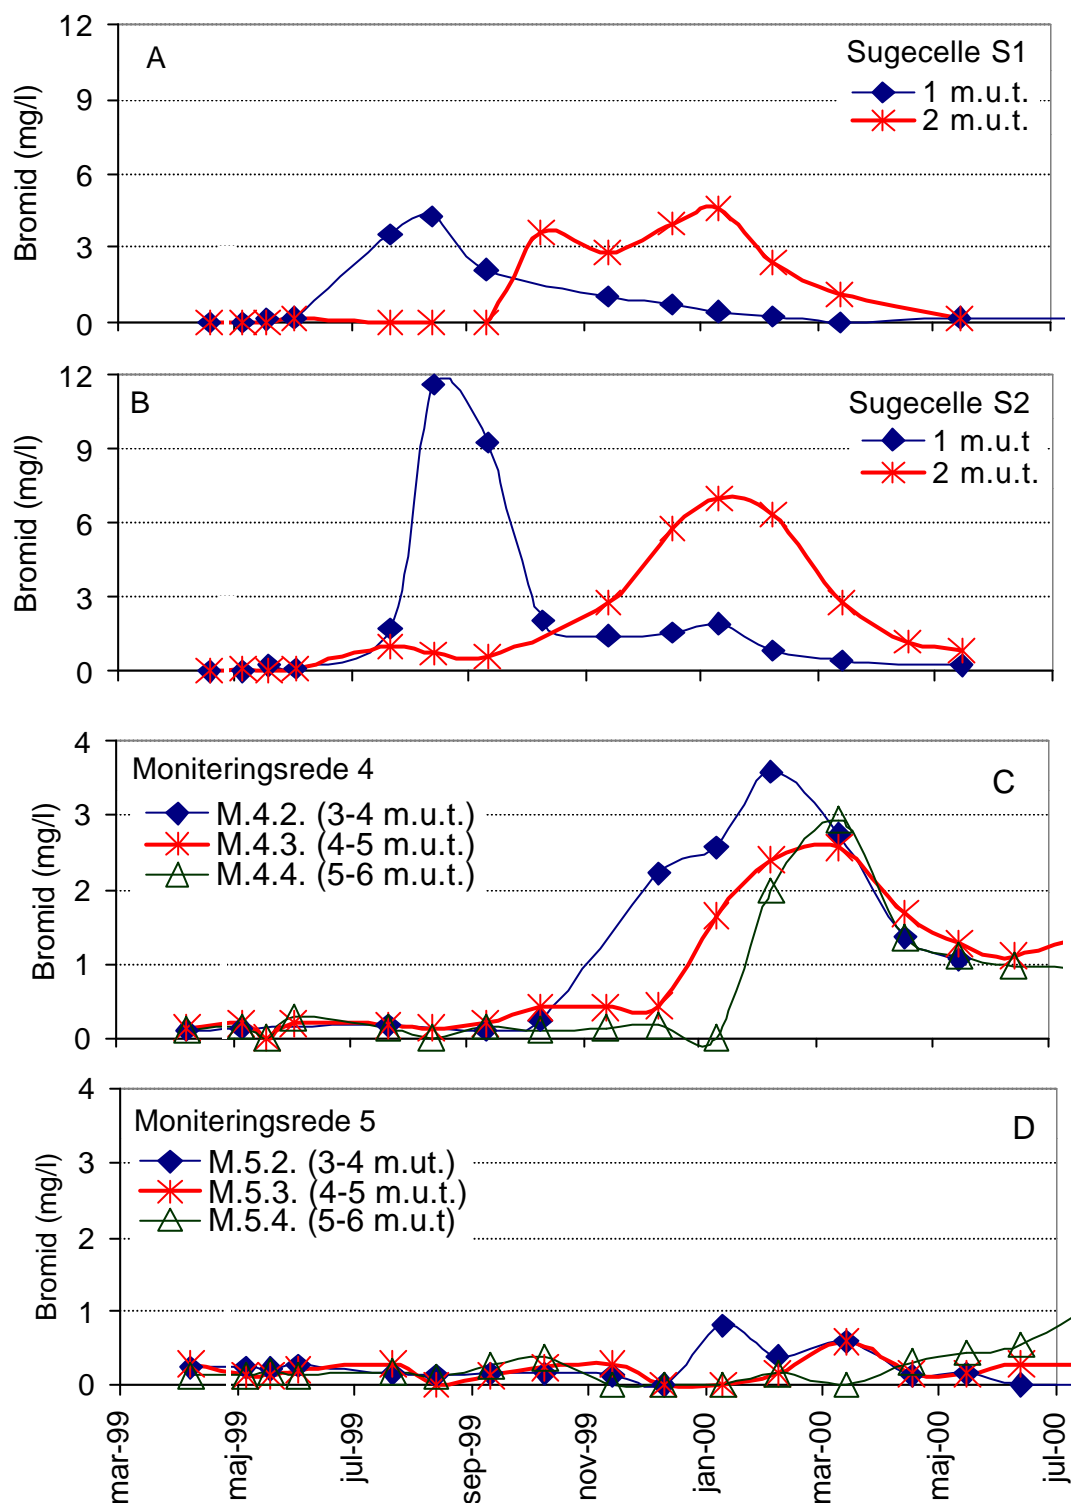 A
Sugecelle S1
1 m.u.t.
2 m.u.t.
Bromid (mg/l)
12
9
6
3
0
B
Sugecelle S2
1 m.u.t
2 m.u.t.
Bromid (mg/l)
12
9
6
3
0
Moniteringsrede 4
C
M.4.2. (3-4 m.u.t.)
M.4.3. (4-5 m.u.t.)
M.4.4. (5-6 m.u.t.)
Bromid (mg/l)
4
3
2
1
0
Moniteringsrede 5
D
M.5.2. (3-4 m.ut.)
M.5.3. (4-5 m.u.t.)
M.5.4. (5-6 m.u.t)
Bromid (mg/l)
4
3
2
1
0
mar-99
maj-99
jul-99
sep-99
nov-99
jan-00
mar-00
maj-00
jul-00